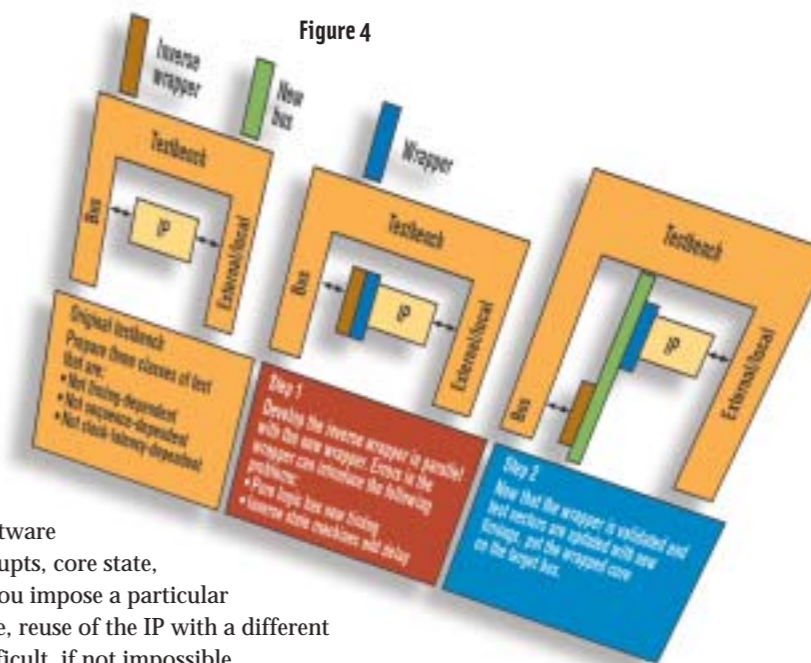 Figure 4
Inverse
wrapper
New
bus
Wrapper
Testbench
Bus
IP
External/local
Testbench
Bus
IP
External/local
Testbench
Bus
IP
External/local
Original testbench
Prepare three classes of test
that are:
• Not timing-dependent
• Not sequence-dependent
• Not clock-latency-dependent
Step 1
Develop the inverse wrapper in parallel
with the new wrapper. Errors in the
wrapper can introduce the following
problems:
• Pure logic has new timing
• Inverse state machines add delay
Step 2
Now that the wrapper is validated and
test vectors are updated with new
timings, put the wrapped core
on the target bus.
tware
upts, core state,
ou impose a particular
e, reuse of the IP with a different
ficult, if not impossible